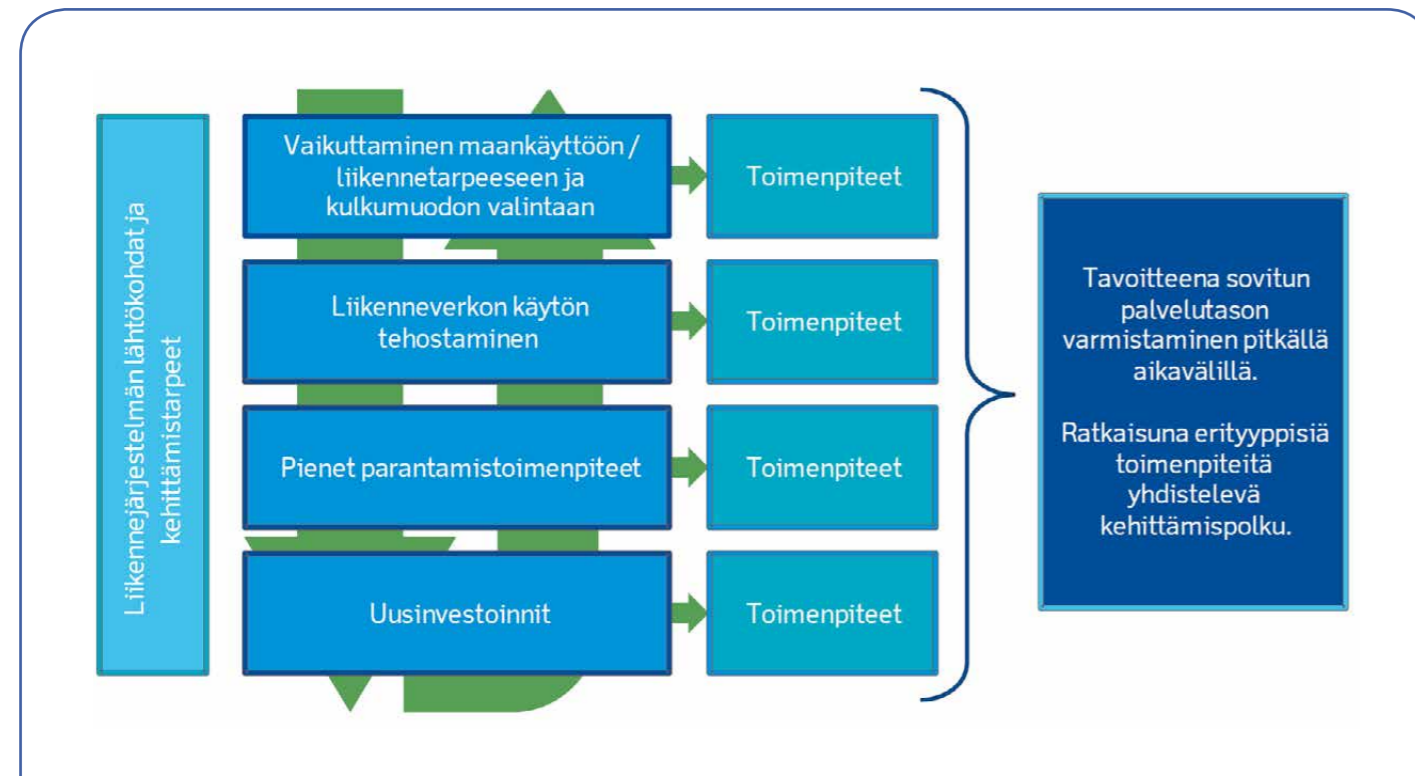 Liikennejärjestelmän lähtökohdat ja
kehittämistarpeet
Vaikuttaminen maankäyttöön /
liikennetarpeeseen ja
kulkumuodon valintaan
Toimenpiteet
Liikenneverkon käytön
tehostaminen
Toimenpiteet
Pienet parantamistoimenpiteet
Toimenpiteet
Uusinvestoinnit
Toimenpiteet
Tavoitteena sovitun
palvelutason
varmistaminen pitkällä
aikavälillä.
Ratkaisuna erityyppisiä
toimenpiteitä
yhdistelevä
kehittämispolku.